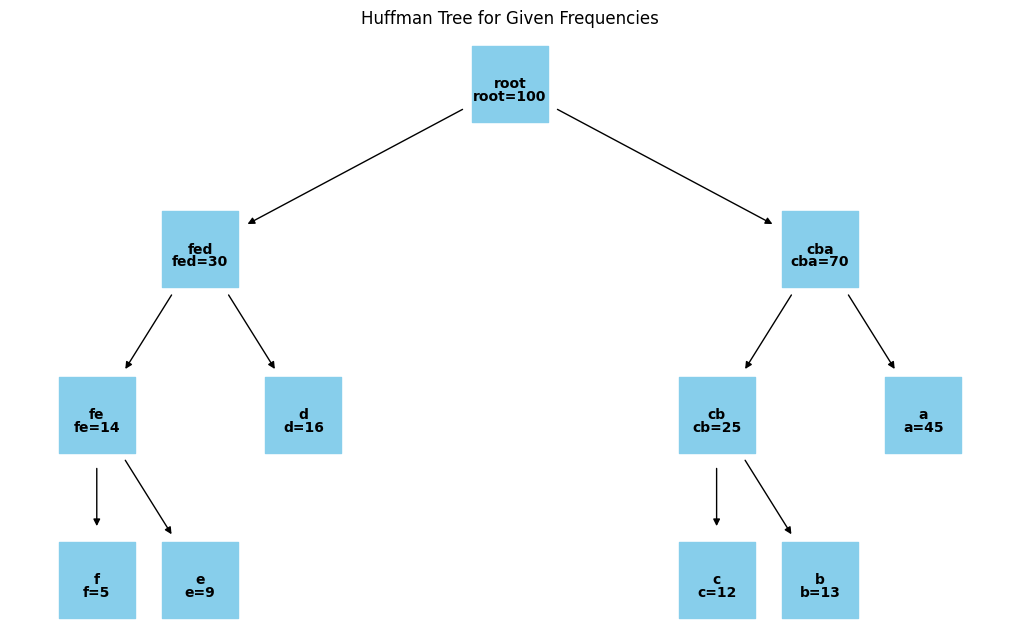 Huffman Tree for Given Frequencies
root
root=100
fed
fed=30
cba
cba=70
fe
fe=14
d
d=16
cb
cb=25
a
a=45
f
f=5
e
e=9
c
c=12
b
b=13